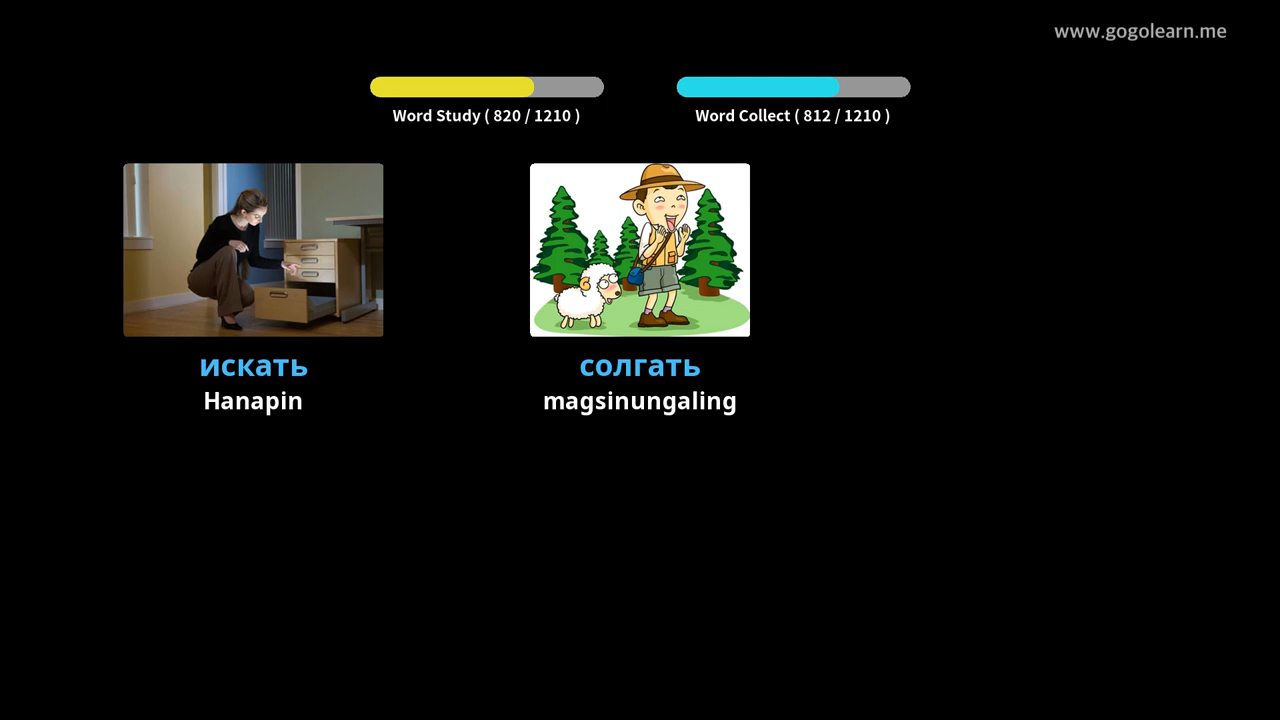 www.gogolearn.me
Word Study ( 820 / 1210 )
Word Collect ( 812 / 1210 )
искать
Hanapin
солгать
magsinungaling